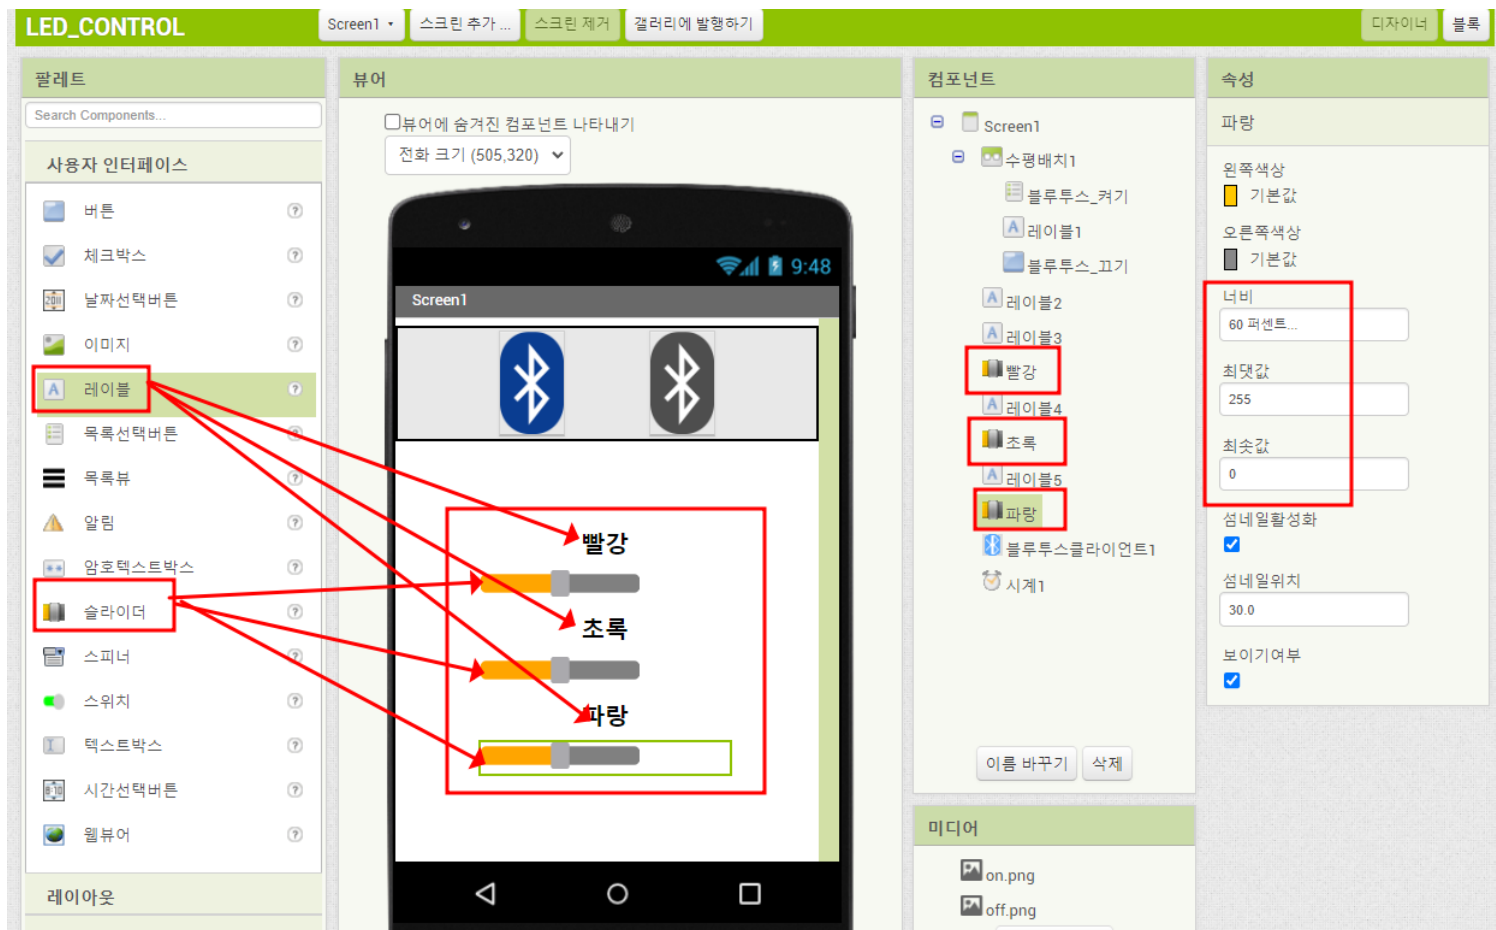 LED_CONTROL
Screen1
스크린 추가 ...
스크린 제거
갤러리에 발행하기
디자이너
블록
팔레트
Search Components...
사용자 인터페이스
버튼
체크박스
날짜선택버튼
이미지
레이블
목록선택버튼
목록뷰
알림
암호텍스트박스
슬라이더
스피너
스위치
텍스트박스
시간선택버튼
웹뷰어
레이아웃
뷰어
뷰어에 숨겨진 컴포넌트 나타내기
전화 크기 (505,320)
9:48
Screen1
빨강
초록
파랑
컴포넌트
Screen1
수평배치1
블루투스_켜기
레이블1
블루투스_끄기
레이블2
레이블3
빨강
레이블4
초록
레이블5
파랑
블루투스클라이언트1
시계1
이름 바꾸기
삭제
미디어
on.png
off.png
속성
파랑
왼쪽색상
기본값
오른쪽색상
기본값
너비
60 퍼센트...
최댓값
255
최솟값
0
섬네일활성화
섬네일위치
30.0
보이기여부